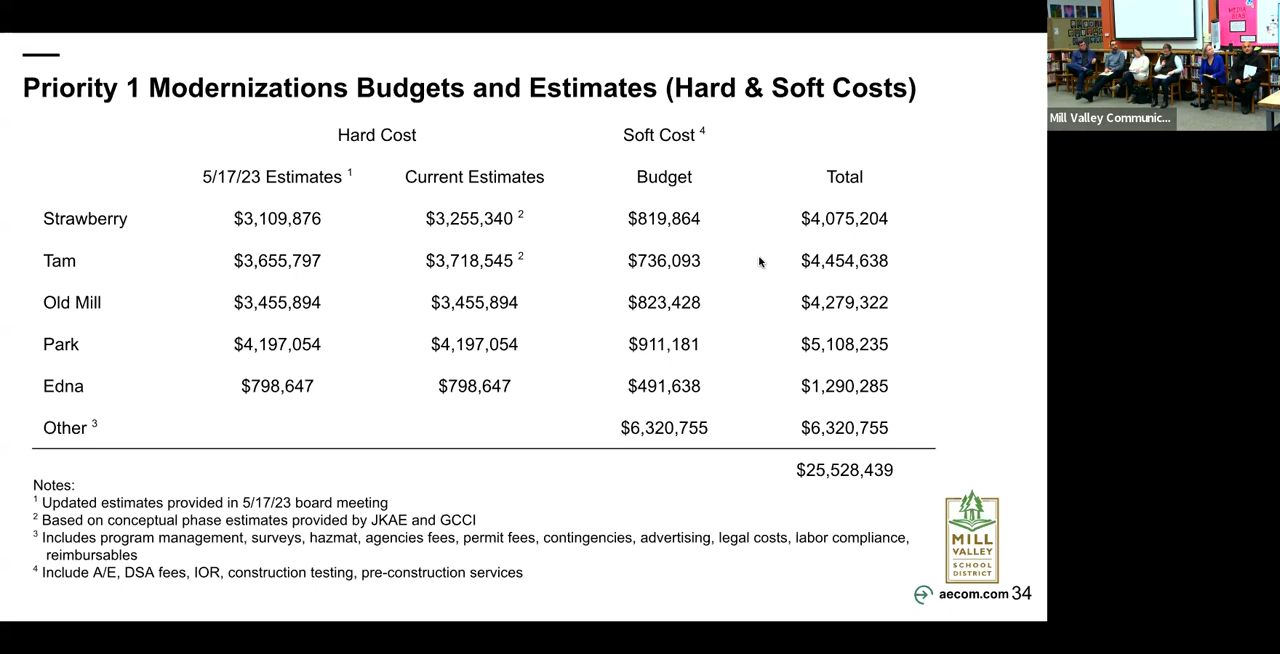 Priority 1 Modernizations Budgets and Estimates (Hard & Soft Costs)
Hard Cost Soft Cost 4
5/17/23 Estimates 1 Current Estimates Budget Total
Strawberry $3,109,876 $3,255,340 2 $819,864 $4,075,204
Tam $3,655,797 $3,718,545 2 $736,093 $4,454,638
Old Mill $3,455,894 $3,455,894 $823,428 $4,279,322
Park $4,197,054 $4,197,054 $911,181 $5,108,235
Edna $798,647 $798,647 $491,638 $1,290,285
Other 3 $6,320,755 $6,320,755
$25,528,439
Notes:
1 Updated estimates provided in 5/17/23 board meeting
2 Based on conceptual phase estimates provided by JKAE and GCCI
3 Includes program management, surveys, hazmat, agencies fees, permit fees, contingencies, advertising, legal costs, labor compliance,
reimbursables
4 Include A/E, DSA fees, IOR, construction testing, pre-construction services
MILL
VALLEY
SCHOOL
DISTRICT
aecom.com 34
MEDIA
Mill Valley Communic...